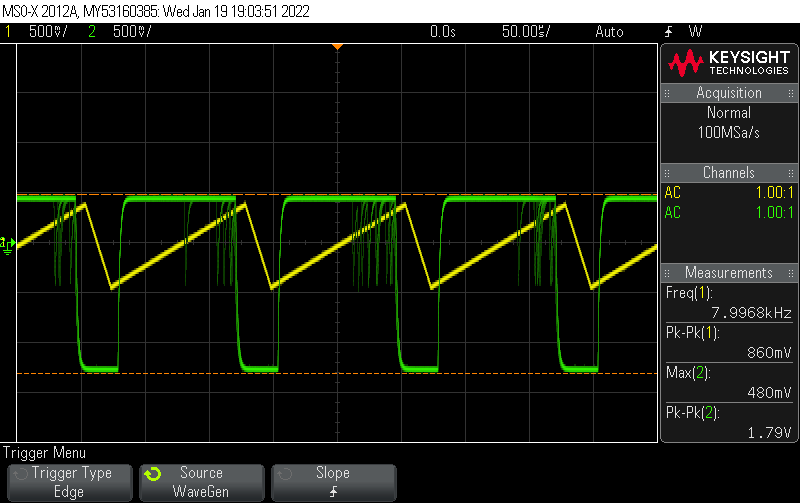 MSO-X 2012A, MY53160385: Wed Jan 19 19:03:51 2022
1 500mV/ 2 500mV/ 0.0s 50.00us/ Auto W
KEYSIGHT
TECHNOLOGIES
Acquisition
Normal
100MSa/s
Channels
AC 1.00:1
AC 1.00:1
Measurements
Freq(1):
7.9968kHz
Pk-Pk(1):
860mV
Max(2):
480mV
Pk-Pk(2):
1.79V
Trigger Menu
Trigger Type
Edge
Source
WaveGen
Slope